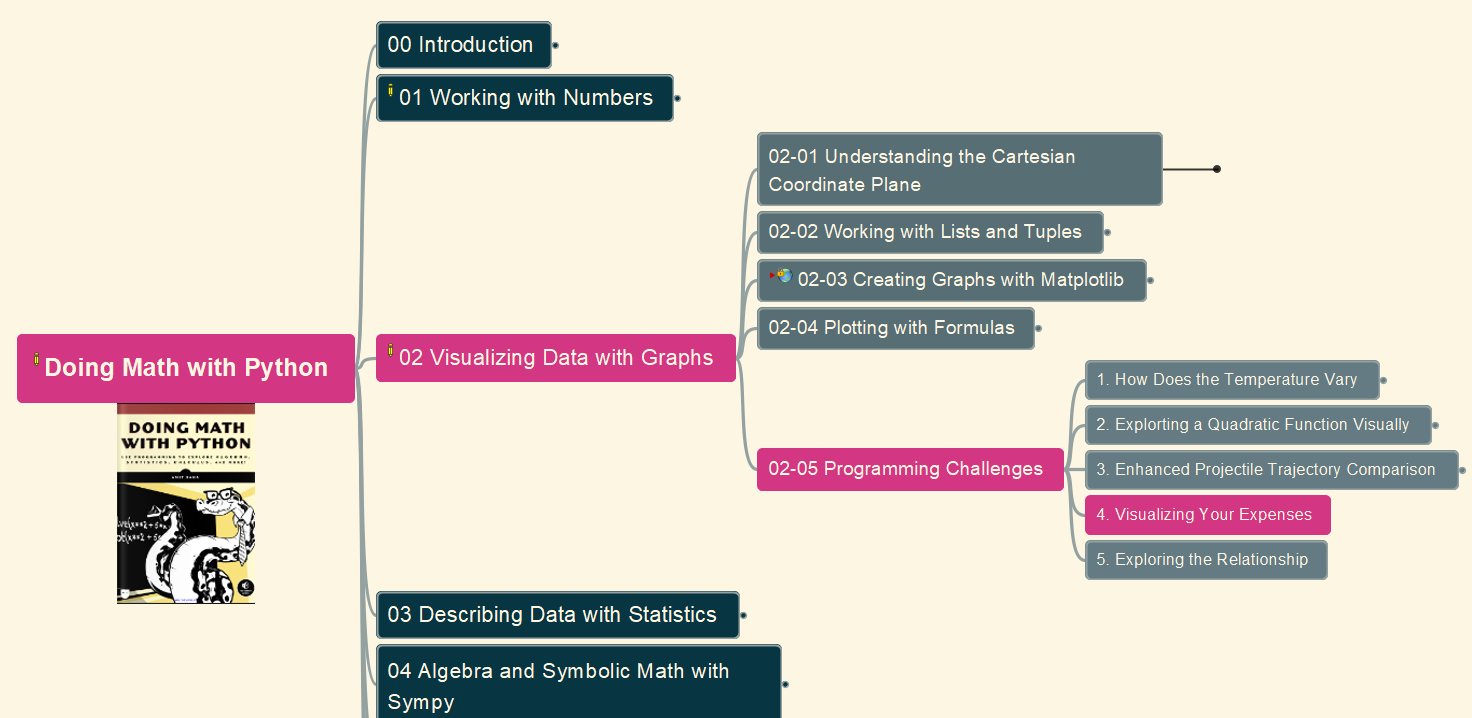 00 Introduction
01 Working with Numbers
02-01 Understanding the Cartesian
Coordinate Plane
02-02 Working with Lists and Tuples
02-03 Creating Graphs with Matplotlib
02-04 Plotting with Formulas
02 Visualizing Data with Graphs
Doing Math with Python
1. How Does the Temperature Vary
2. Explorting a Quadratic Function Visually
02-05 Programming Challenges
3. Enhanced Projectile Trajectory Comparison
4. Visualizing Your Expenses
5. Exploring the Relationship
DOING MATH
WITH PYTHON
03 Describing Data with Statistics
04 Algebra and Symbolic Math with
Sympy